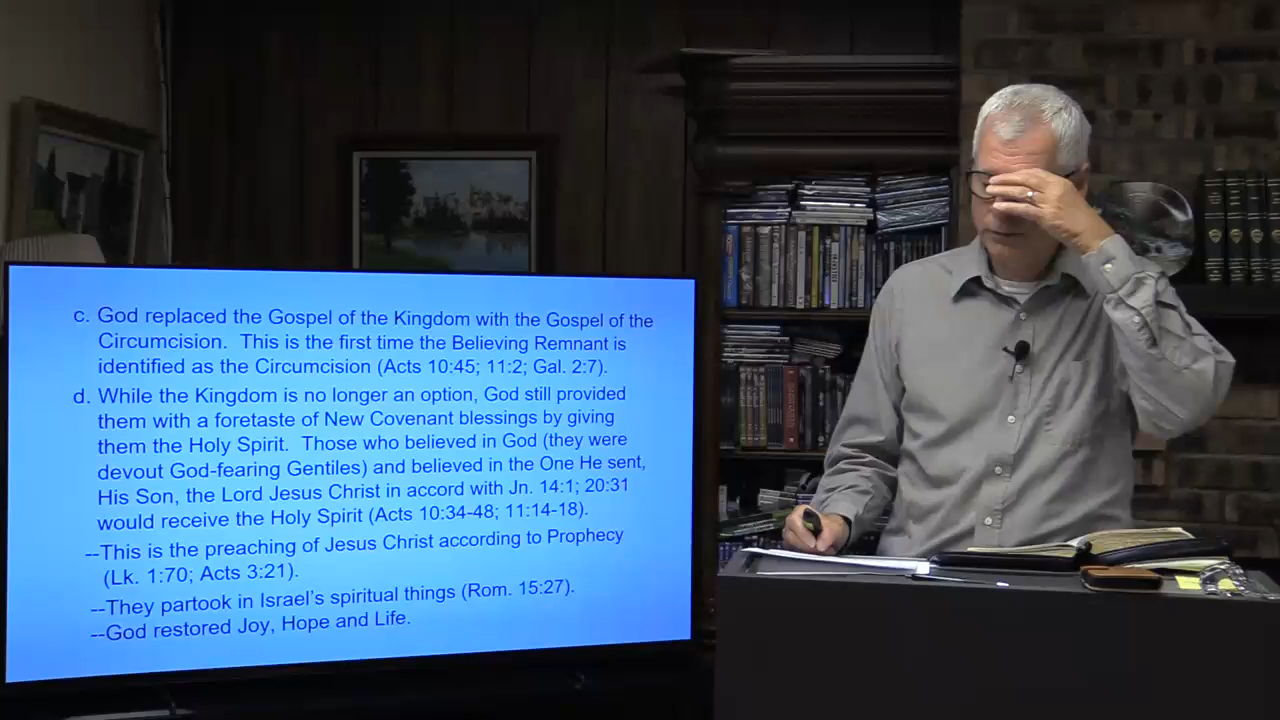 c. God replaced the Gospel of the Kingdom with the Gospel of the
Circumcision. This is the first time the Believing Remnant is
identified as the Circumcision (Acts 10:45; 11:2; Gal. 2:7).
d. While the Kingdom is no longer an option, God still provided
them with a foretaste of New Covenant blessings by giving
them the Holy Spirit. Those who believed in God (they were
devout God-fearing Gentiles) and believed in the One He sent,
His Son, the Lord Jesus Christ in accord with Jn. 14:1; 20:31
would receive the Holy Spirit (Acts 10:34-48; 11:14-18).
--This is the preaching of Jesus Christ according to Prophecy
(Lk. 1:70; Acts 3:21).
--They partook in Israel's spiritual things (Rom. 15:27).
--God restored Joy, Hope and Life.